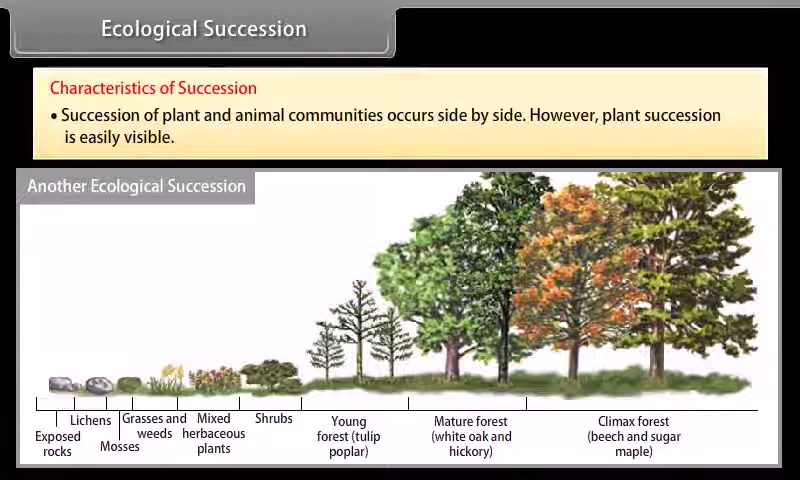 Ecological Succession
Characteristics of Succession
• Succession of plant and animal communities occurs side by side. However, plant succession
is easily visible.
Another Ecological Succession
Exposed
rocks
Lichens
Mosses
Grasses and
weeds
Mixed
herbaceous
plants
Shrubs
Young
forest (tulip
poplar)
Mature forest
(white oak and
hickory)
Climax forest
(beech and sugar
maple)